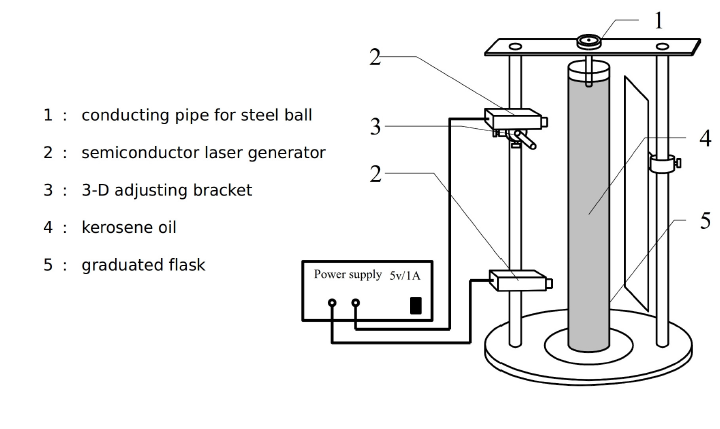 1 : conducting pipe for steel ball
2 : semiconductor laser generator
3 : 3-D adjusting bracket
4 : kerosene oil
5 : graduated flask
1
2
3
4
2
5
Power supply 5v/1A